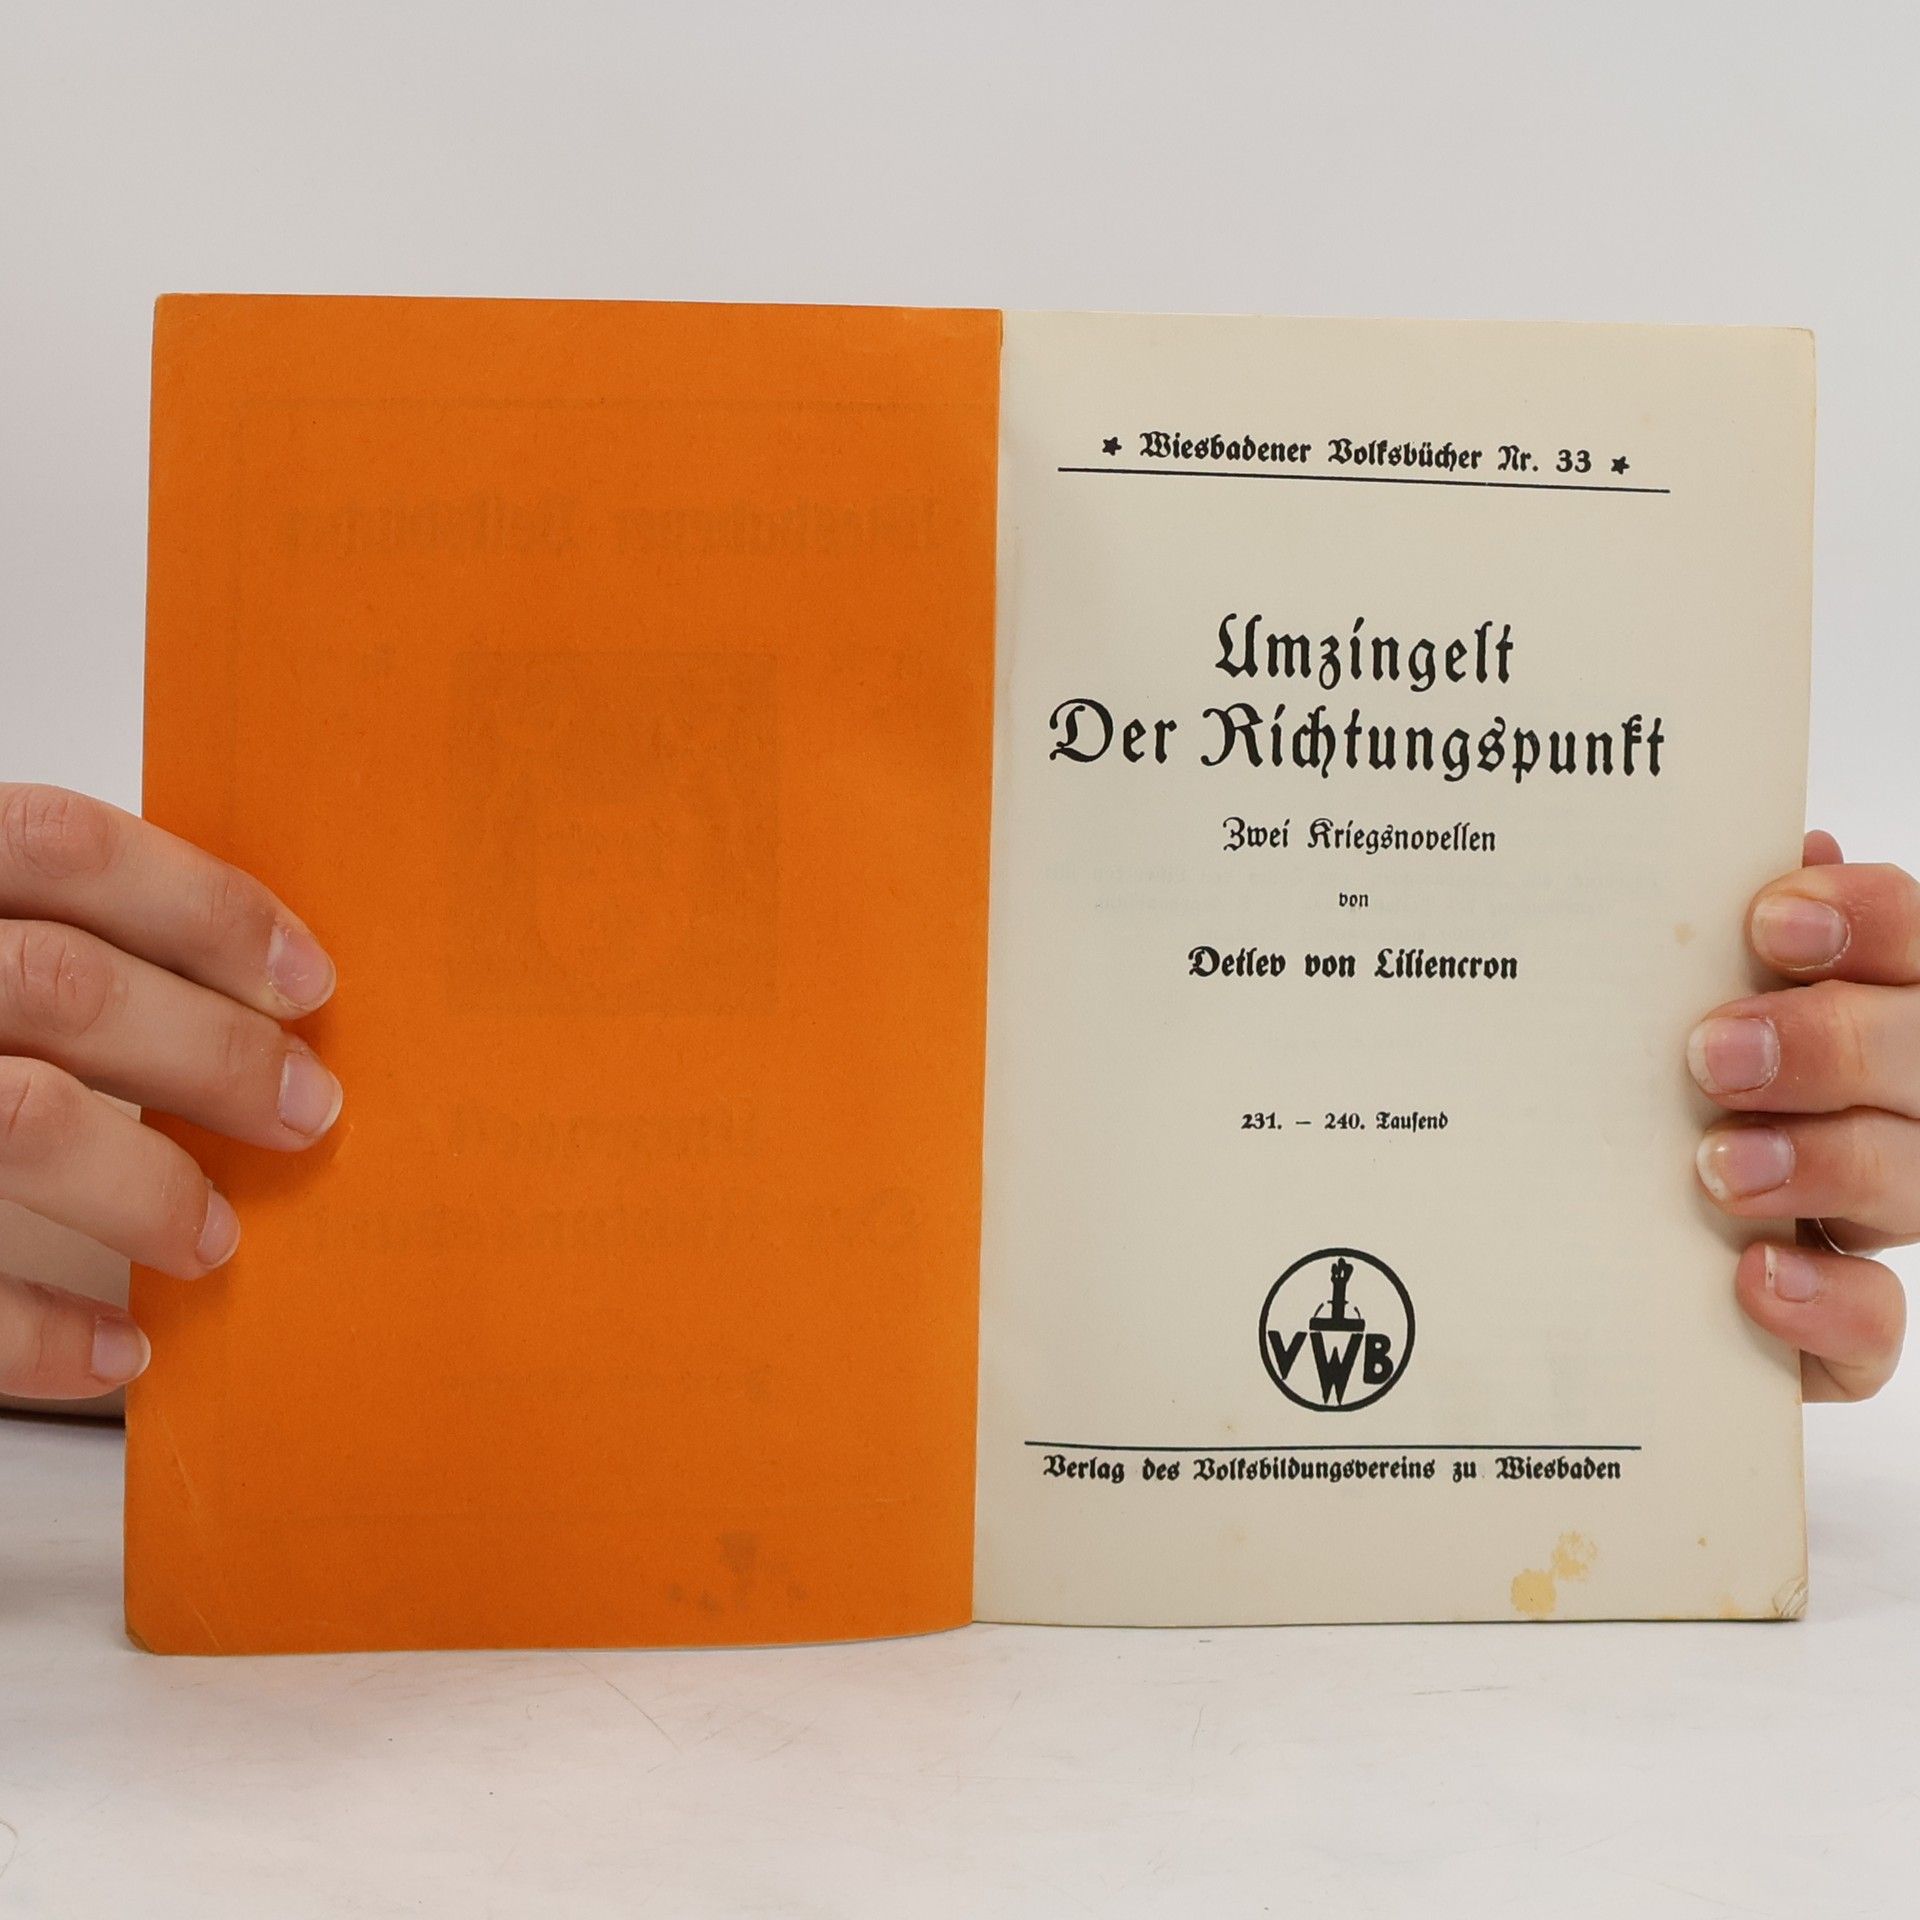 * Wiesbadener Volksbücher Nr. 33 *
Umzingelt
Der Richtungspunkt
Zwei Kriegsnovellen
von
Detlev von Liliencron
231. – 240. Tausend
VWB
Verlag des Volksbildungsvereins zu Wiesbaden